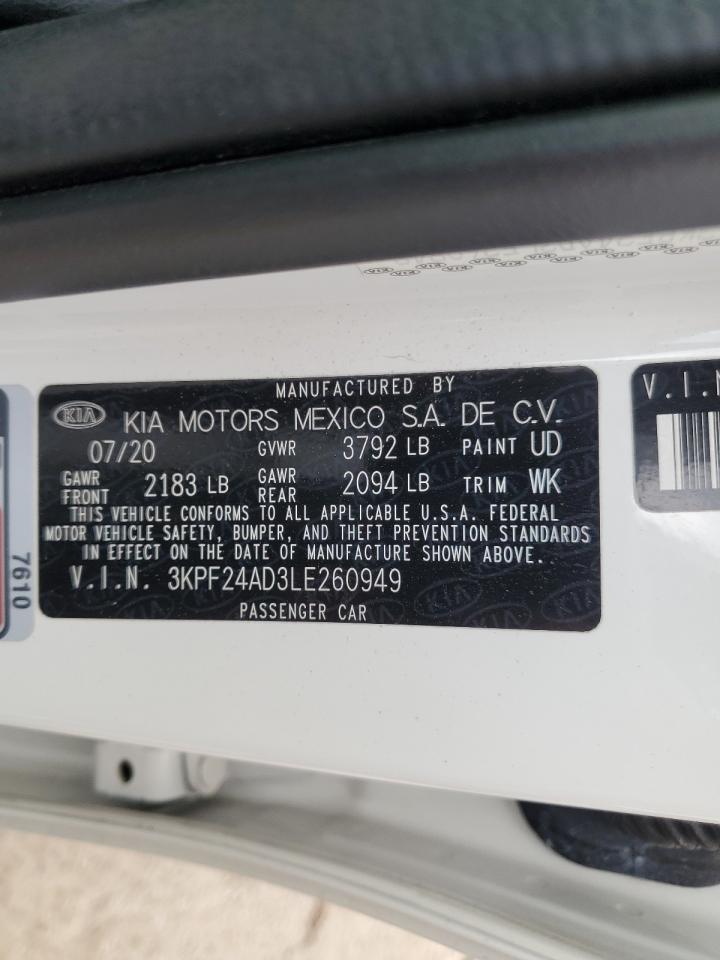 MANUFACTURED BY
KIA KIA MOTORS MEXICO S.A. DE C.V.
07/20 GVWR 3792 LB PAINT UD
GAWR FRONT 2183 LB GAWR REAR 2094 LB TRIM WK
THIS VEHICLE CONFORMS TO ALL APPLICABLE U.S.A. FEDERAL
MOTOR VEHICLE SAFETY, BUMPER, AND THEFT PREVENTION STANDARDS
IN EFFECT ON THE DATE OF MANUFACTURE SHOWN ABOVE.
V.I.N. 3KPF24AD3LE260949
PASSENGER CAR
7610
V.I.N